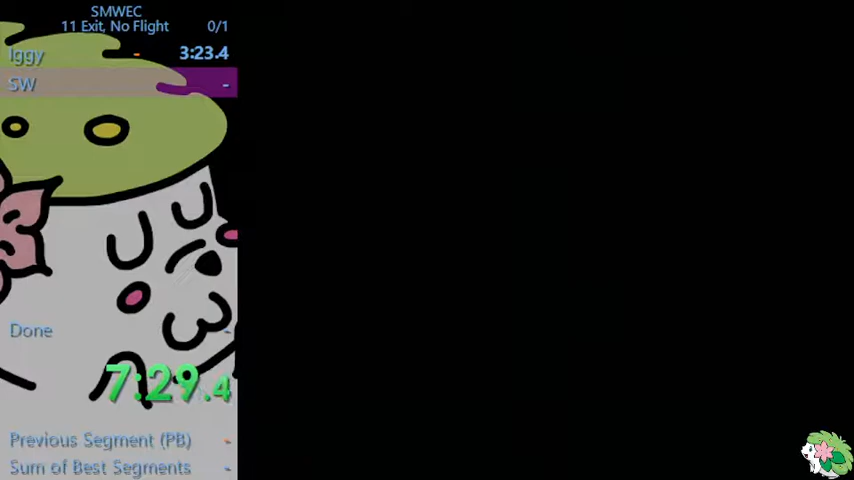 SMWEC
11 Exit, No Flight 0/1
Iggy - 3:23.4
SW -
Done -
7:29.4
Previous Segment (PB) -
Sum of Best Segments -